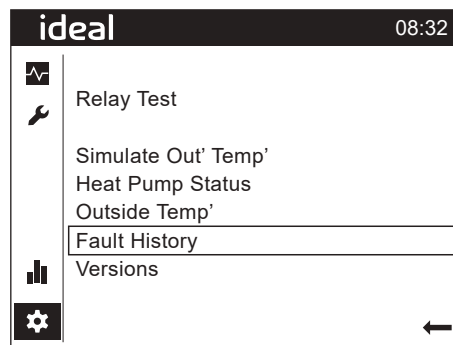 ideal 08:32
Relay Test
Simulate Out’ Temp’
Heat Pump Status
Outside Temp’
Fault History
Versions